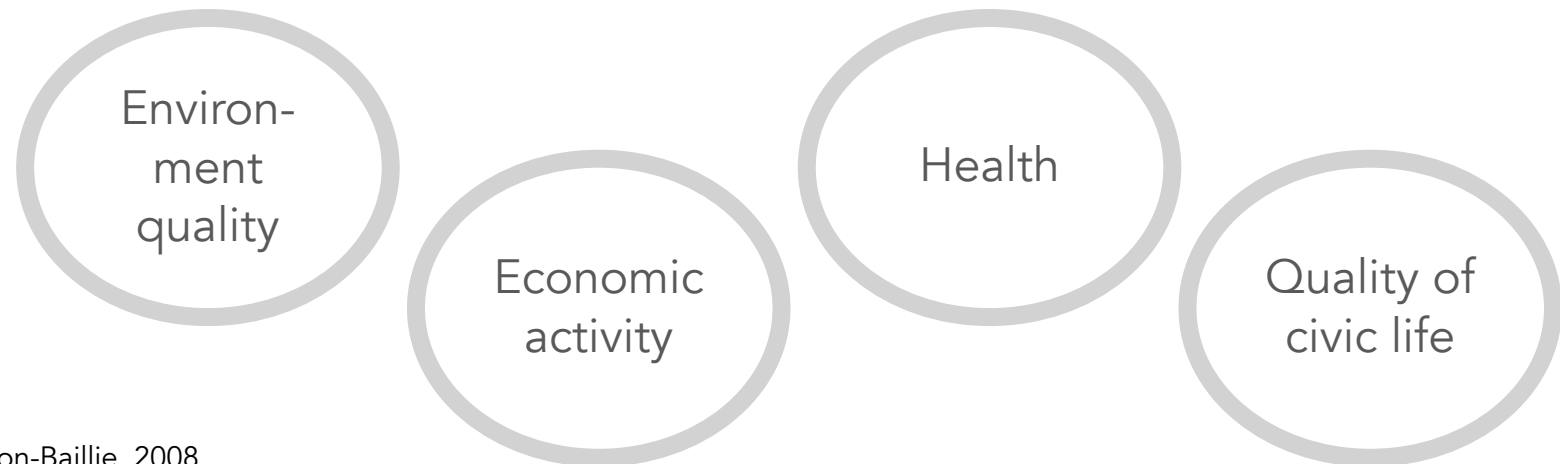 Environ-
ment
quality
Economic
activity
Health
Quality of
civic life
on-Baillie, 2008